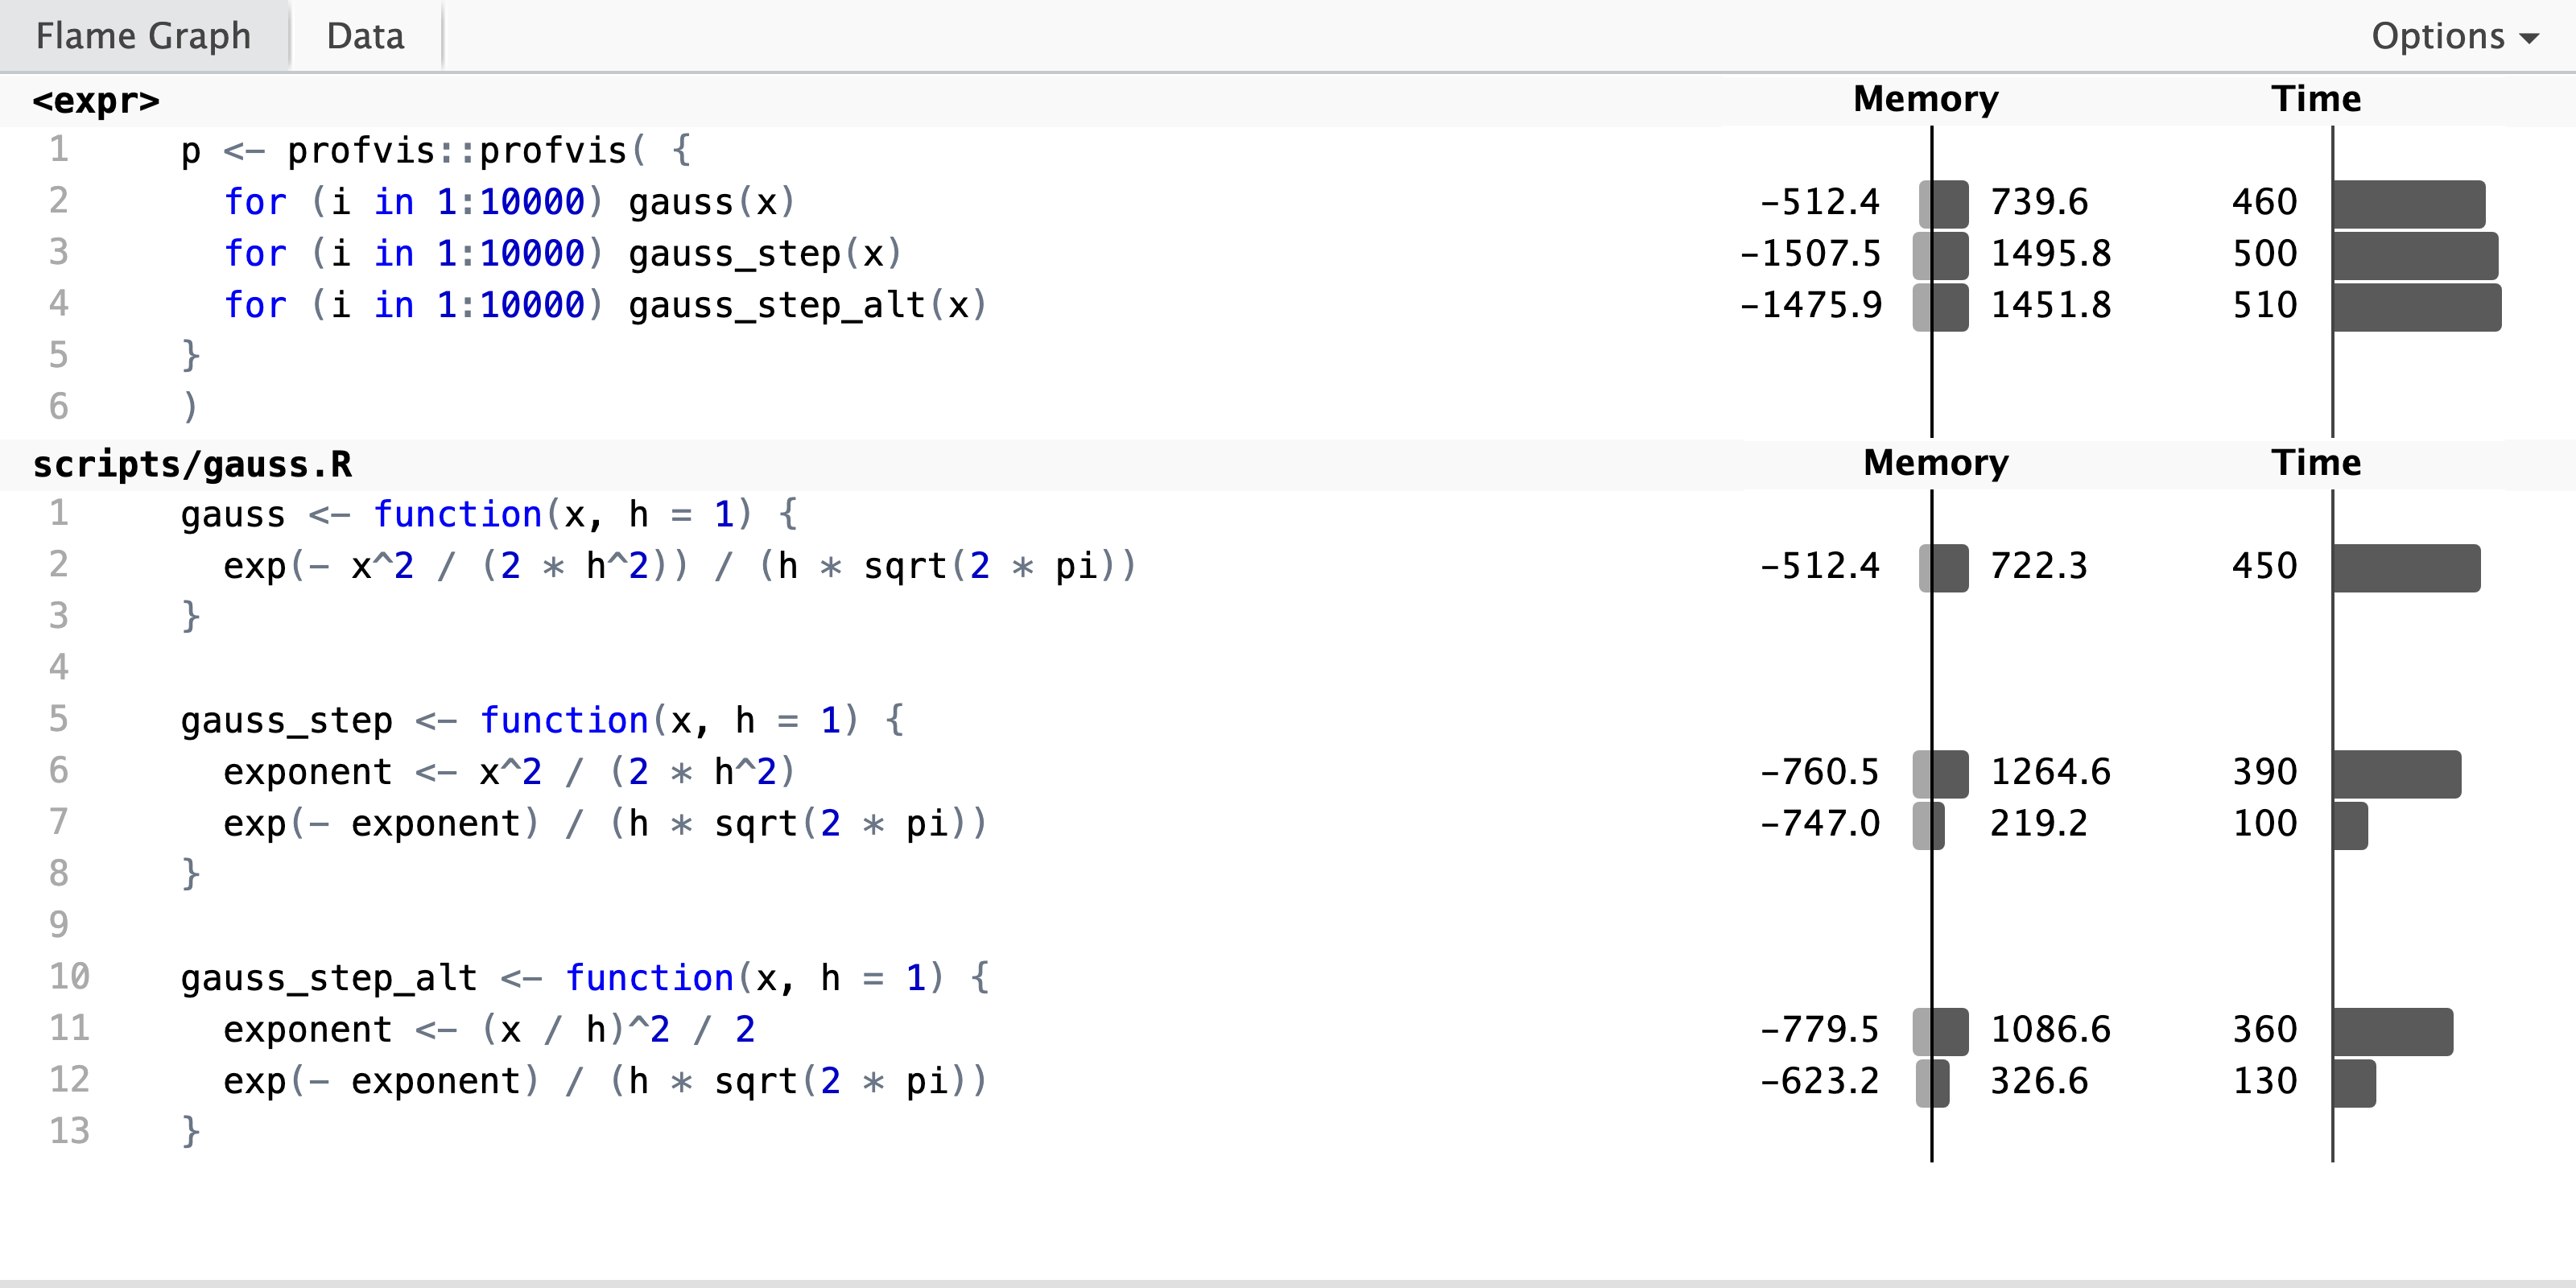 Flame Graph Data Options
<expr> Memory Time
1 p <- profvis::profvis( {
2 for (i in 1:10000) gauss(x) -512.4 739.6 460
3 for (i in 1:10000) gauss_step(x) -1507.5 1495.8 500
4 for (i in 1:10000) gauss_step_alt(x) -1475.9 1451.8 510
5 }
6 )
scripts/gauss.R Memory Time
1 gauss <- function(x, h = 1) {
2 exp(- x^2 / (2 * h^2)) / (h * sqrt(2 * pi)) -512.4 722.3 450
3 }
4
5 gauss_step <- function(x, h = 1) {
6 exponent <- x^2 / (2 * h^2) -760.5 1264.6 390
7 exp(- exponent) / (h * sqrt(2 * pi)) -747.0 219.2 100
8 }
9
10 gauss_step_alt <- function(x, h = 1) {
11 exponent <- (x / h)^2 / 2 -779.5 1086.6 360
12 exp(- exponent) / (h * sqrt(2 * pi)) -623.2 326.6 130
13 }